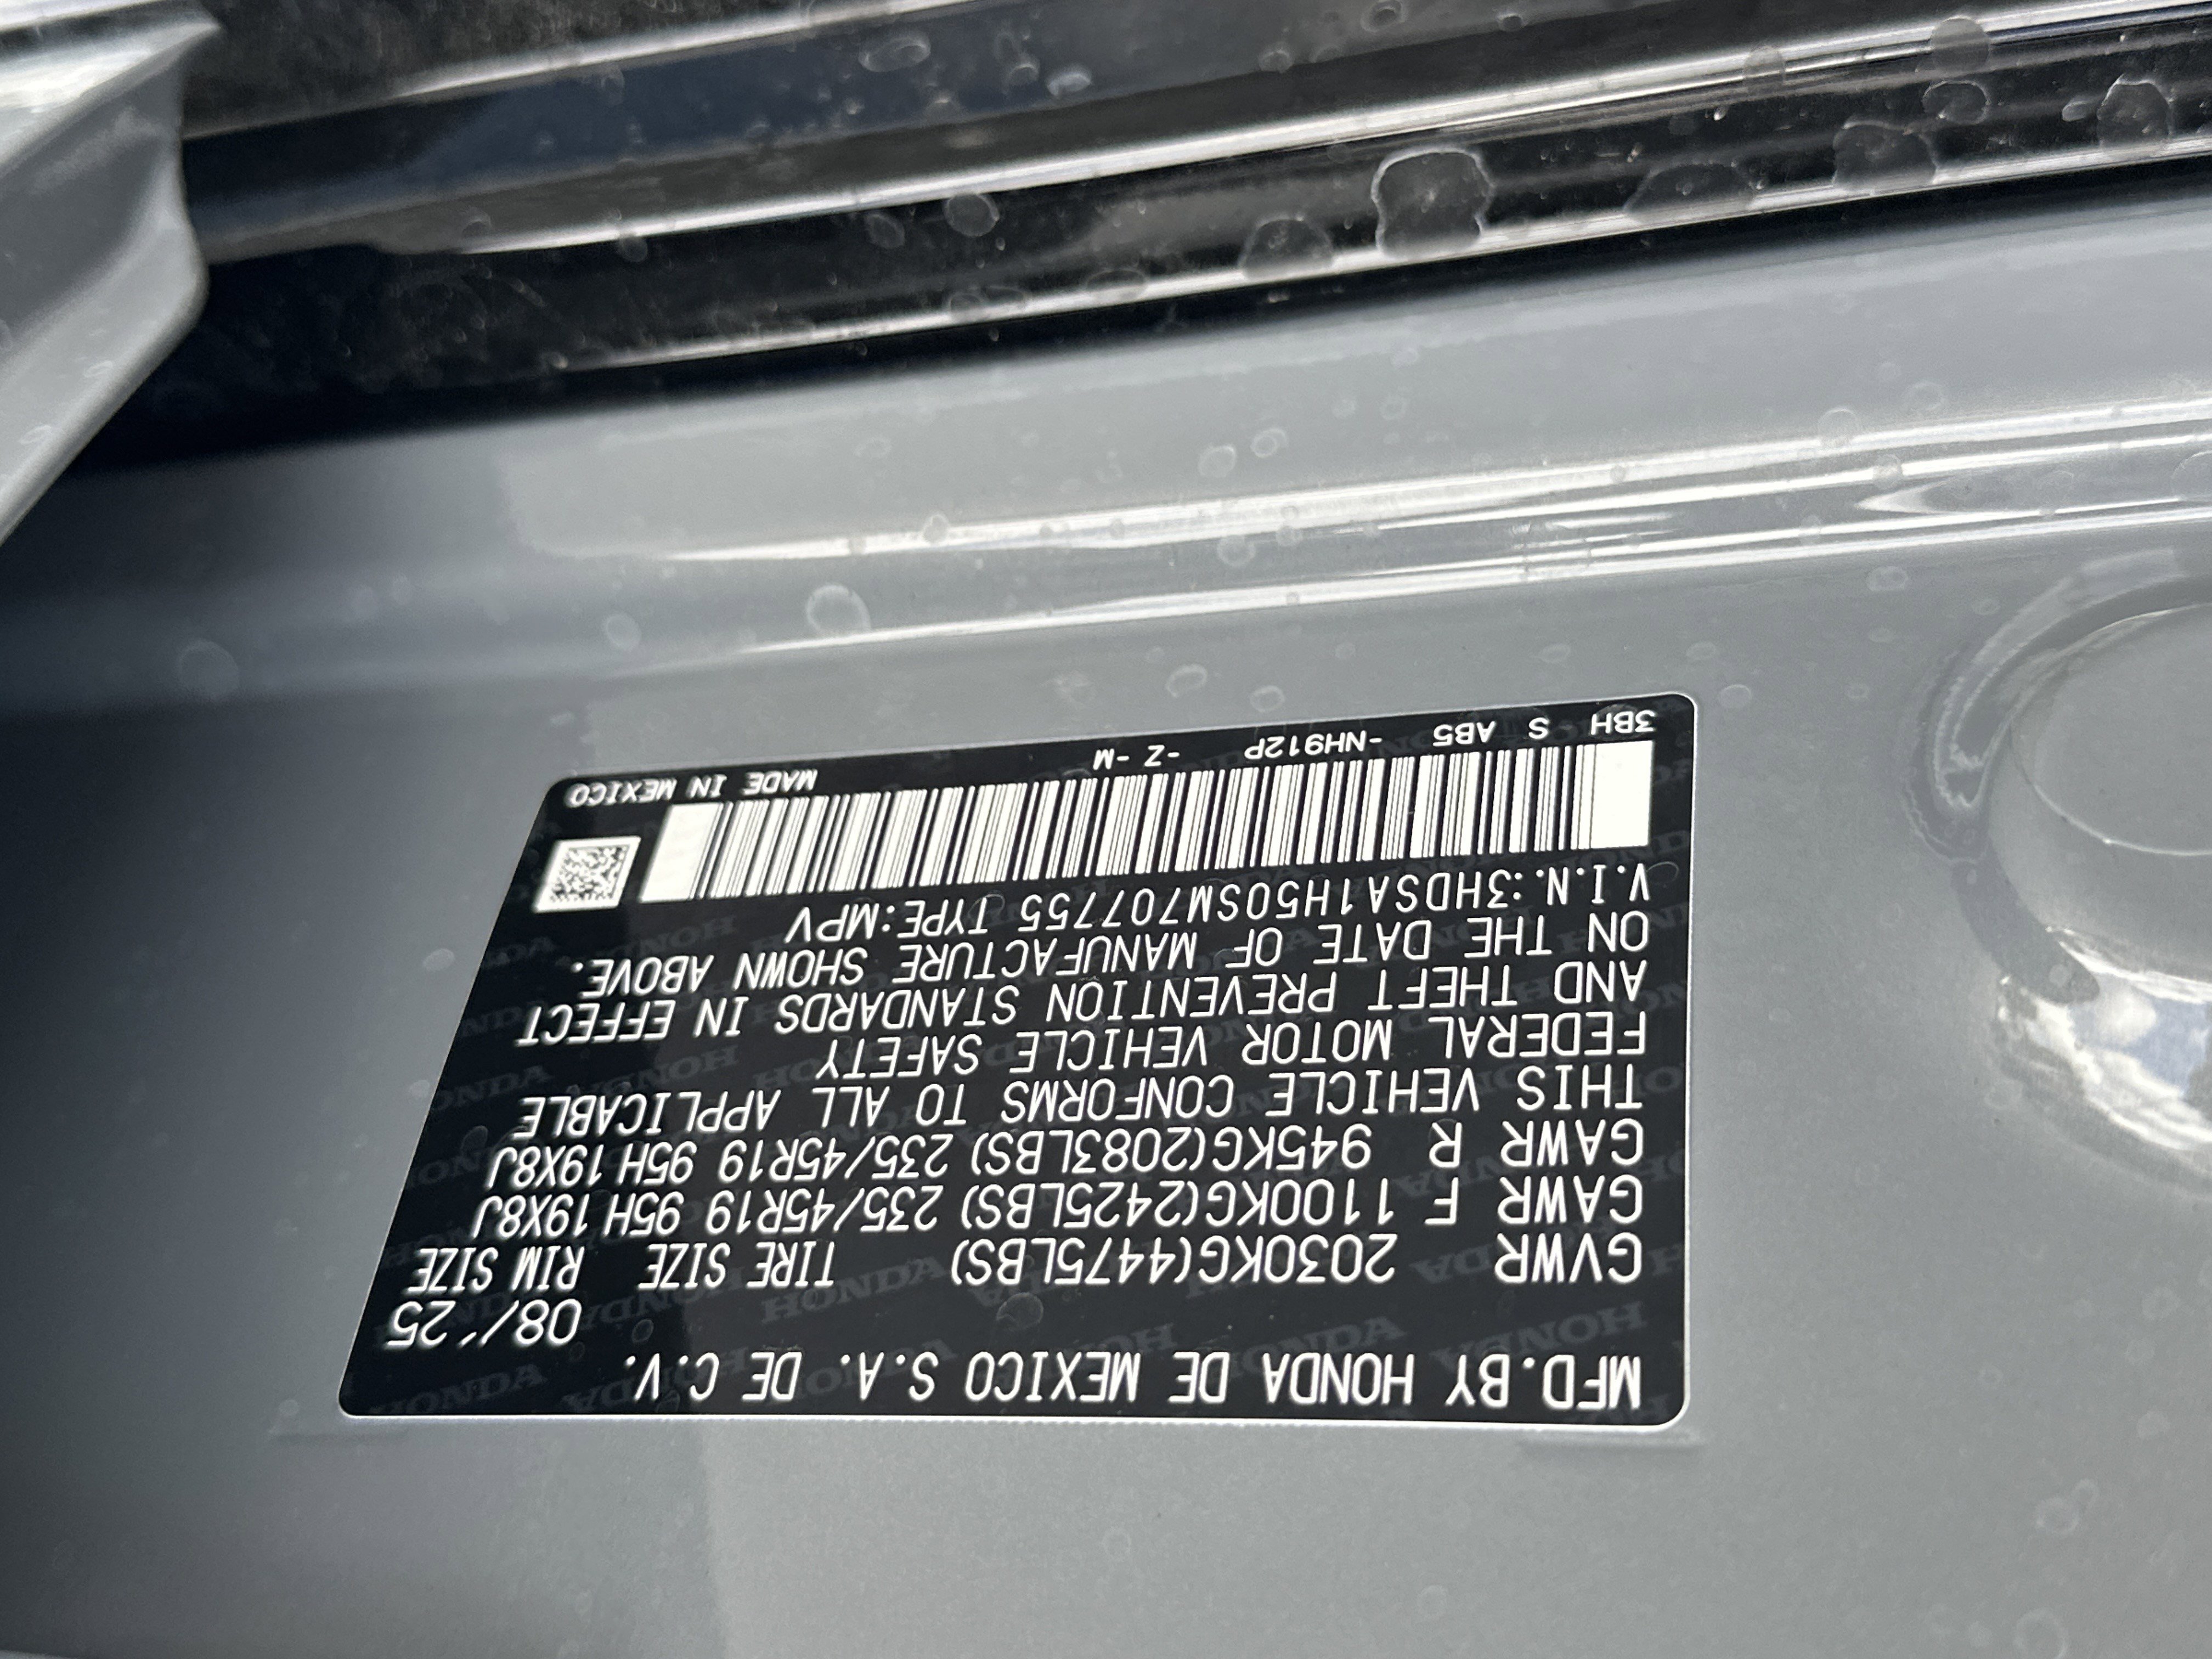 MFD.BY HONDA DE MEXICO S.A. DE C.V.
08/'25
GVWR 2030KG(4475LBS) TIRE SIZE RIM SIZE
GAWR F 1100KG(2425LBS) 235/45R19 95H 19X8J
GAWR R 945KG(2083LBS) 235/45R19 95H 19X8J
THIS VEHICLE CONFORMS TO ALL APPLICABLE
FEDERAL MOTOR VEHICLE SAFETY
AND THEFT PREVENTION STANDARDS IN EFFECT
ON THE DATE OF MANUFACTURE SHOWN ABOVE.
V.I.N.:3HDSA1H50SM707755 TYPE:MPV
3BH S AB5 -NH912P -Z -M MADE IN MEXICO